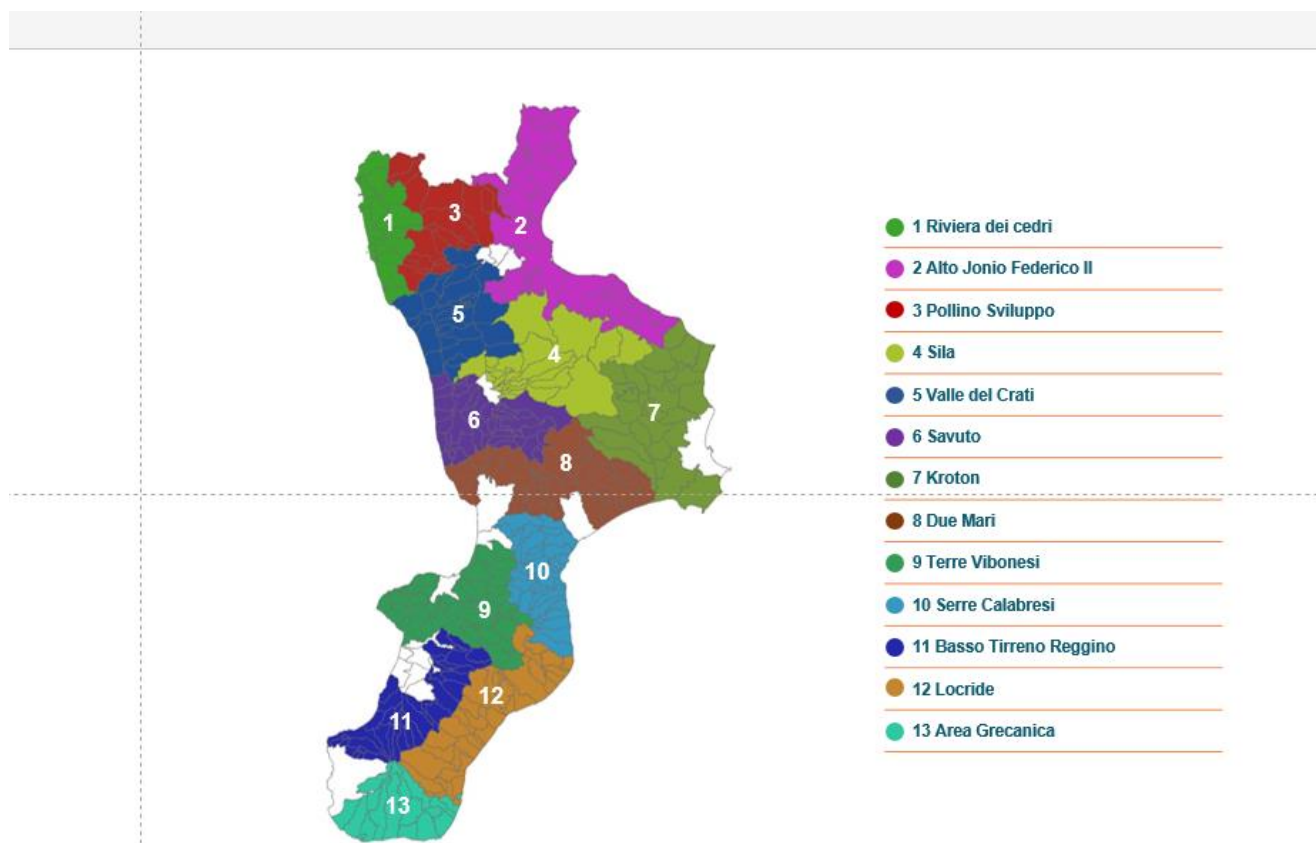 1
3
2
5
4
6
7
8
10
9
12
11
13
1 Riviera dei cedri
2 Alto Jonio Federico II
3 Pollino Sviluppo
4 Sila
5 Valle del Crati
6 Savuto
7 Kroton
8 Due Mari
9 Terre Vibonesi
10 Serre Calabresi
11 Basso Tirreno Reggino
12 Locride
13 Area Grecanica